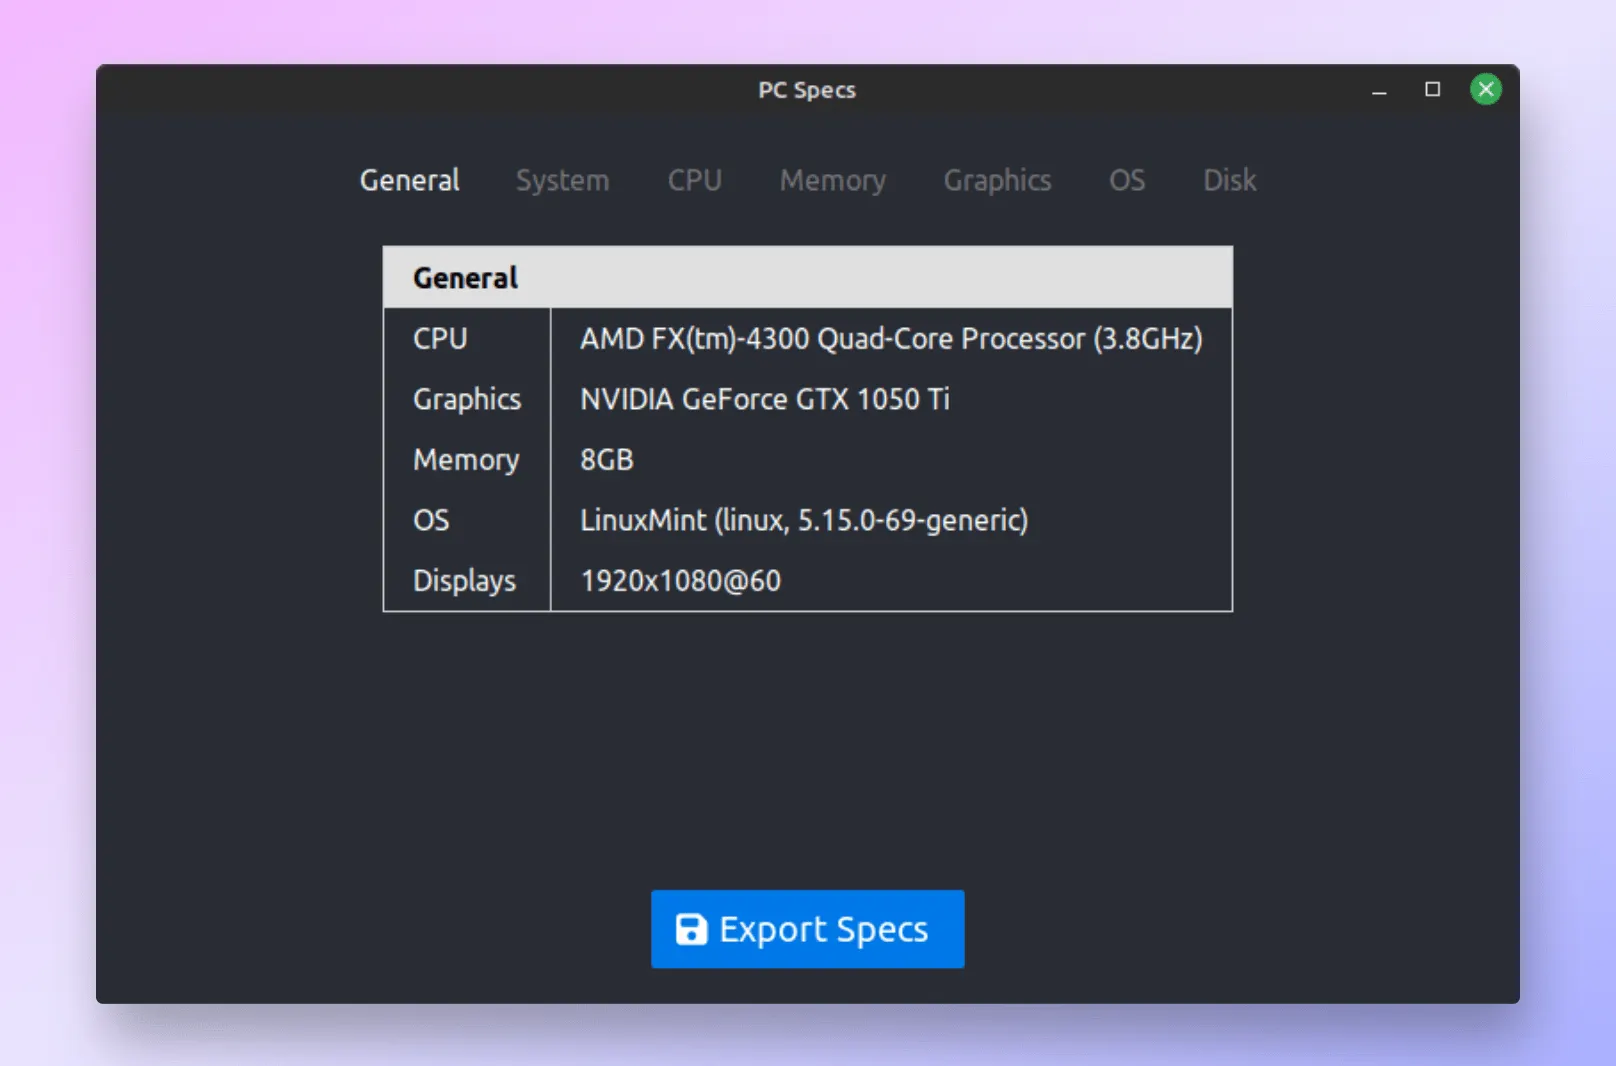 PC Specs
General System CPU Memory Graphics OS Disk
General
CPU AMD FX(tm)-4300 Quad-Core Processor (3.8GHz)
Graphics NVIDIA GeForce GTX 1050 Ti
Memory 8GB
OS LinuxMint (linux, 5.15.0-69-generic)
Displays 1920x1080@60
Export Specs